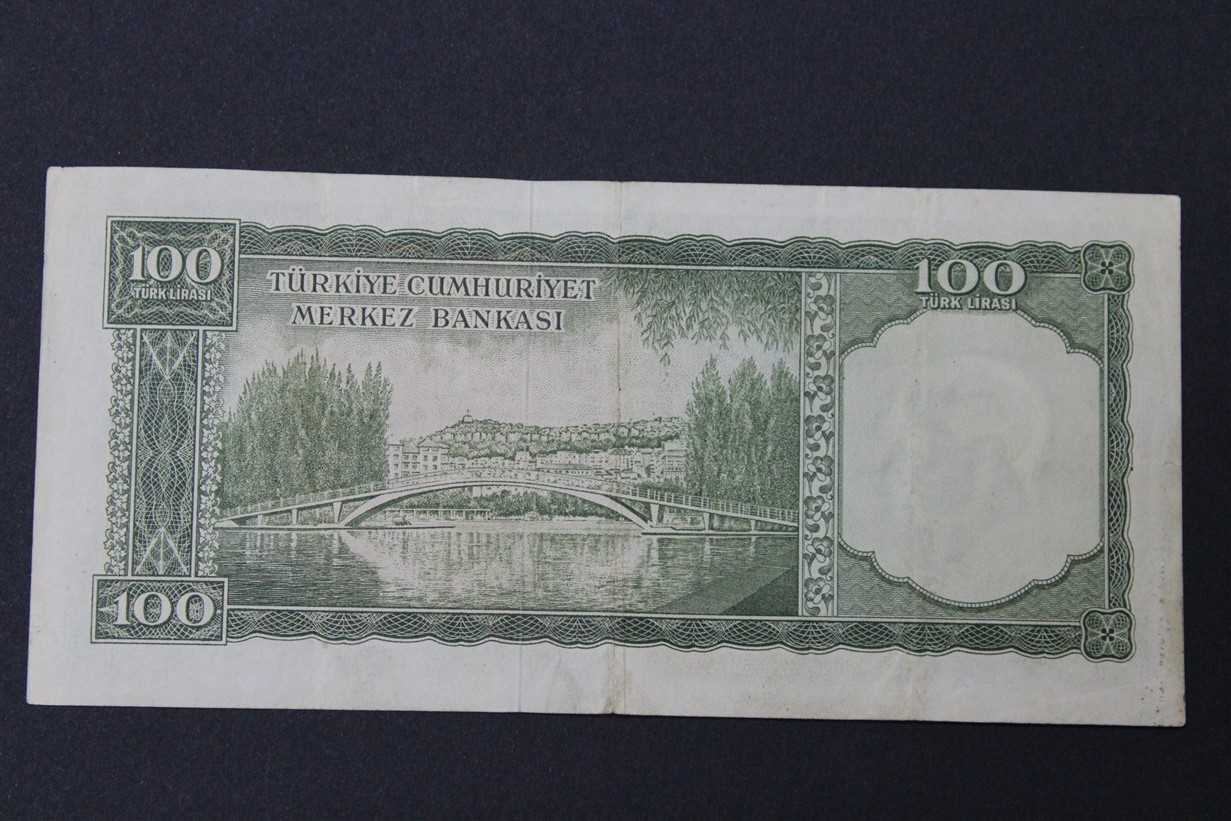 100
TÜRK LİRASI
TÜRKİYE CUMHURİYET
MERKEZ BANKASI
100
TÜRK LİRASI
100